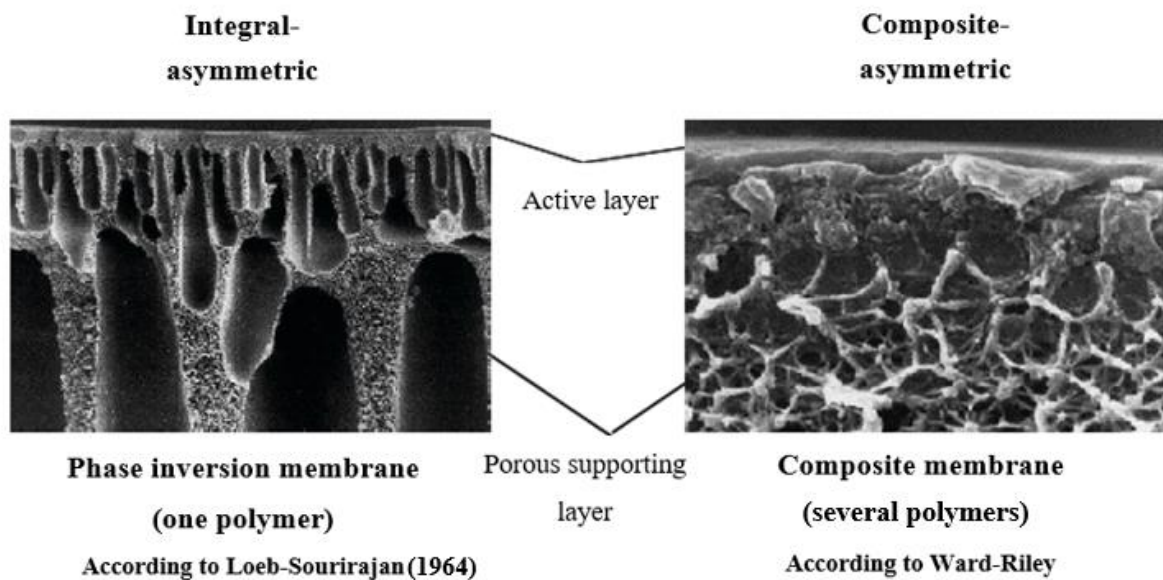 Integral-
asymmetric
Composite-
asymmetric
Active layer
Porous supporting
layer
Phase inversion membrane
(one polymer)
According to Loeb-Sourirajan (1964)
Composite membrane
(several polymers)
According to Ward-Riley